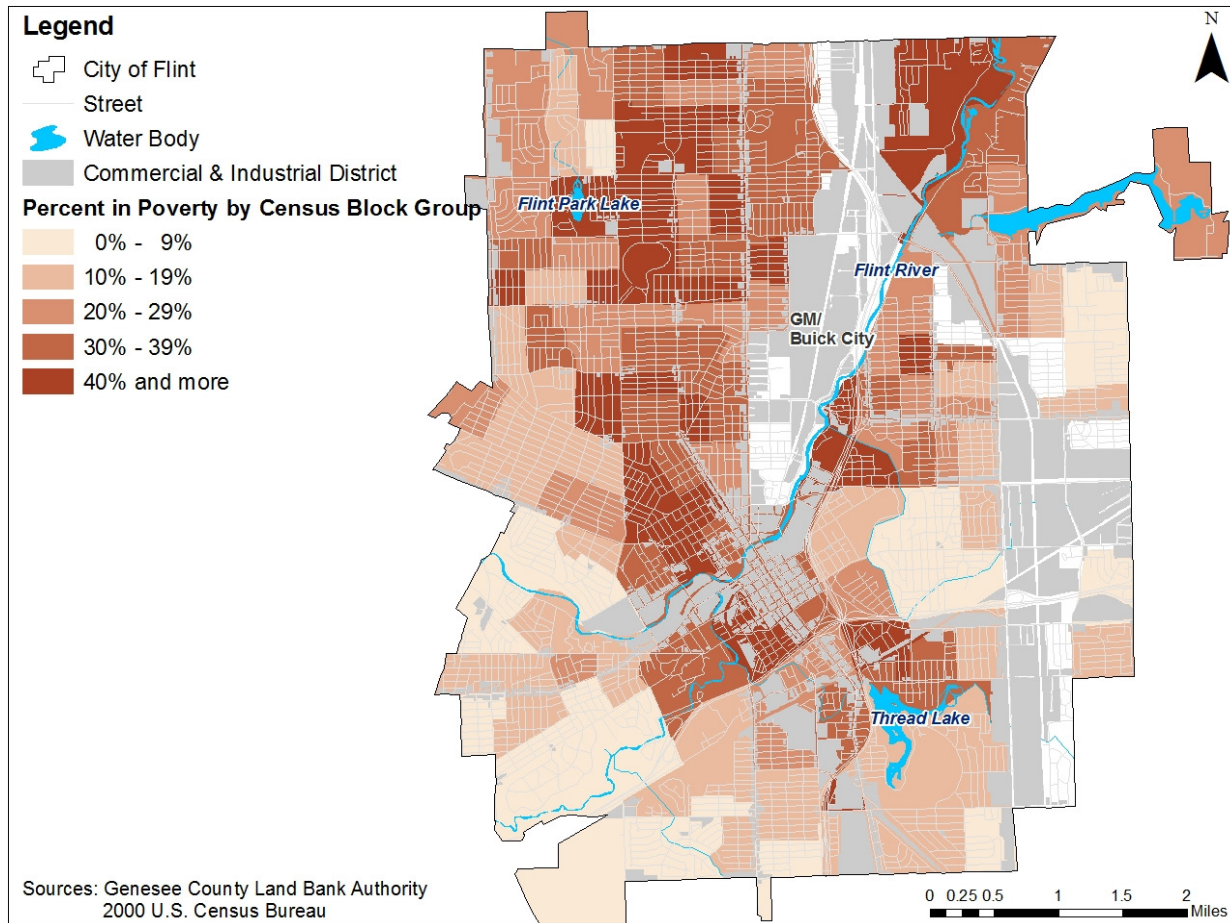 Legend
City of Flint
Street
Water Body
Commercial & Industrial District
Percent in Poverty by Census Block Group
0% - 9%
10% - 19%
20% - 29%
30% - 39%
40% and more
N
Flint Park Lake
Flint River
GM/
Buick City
Thread Lake
Sources: Genesee County Land Bank Authority
2000 U.S. Census Bureau
0 0.25 0.5 1 1.5 2
Miles